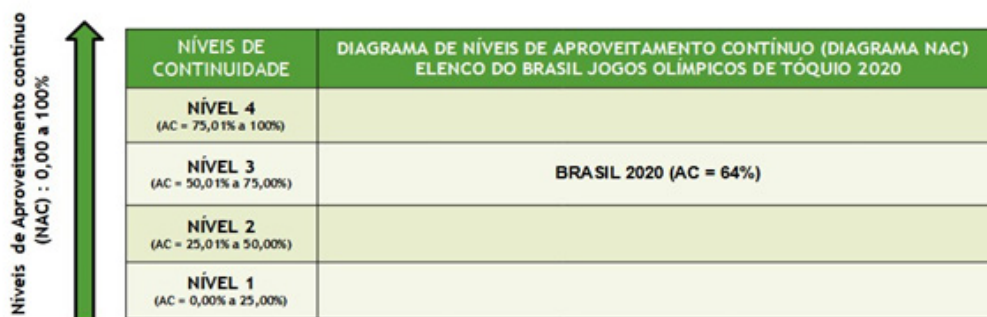 Níveis de Aproveitamento contínuo
(NAC) : 0,00 a 100%
NÍVEIS DE
CONTINUIDADE
DIAGRAMA DE NÍVEIS DE APROVEITAMENTO CONTÍNUO (DIAGRAMA NAC)
ELENCO DO BRASIL JOGOS OLÍMPICOS DE TÓQUIO 2020
NÍVEL 4
(AC = 75,01% a 100%)
NÍVEL 3
(AC = 50,01% a 75,00%)
BRASIL 2020 (AC = 64%)
NÍVEL 2
(AC = 25,01% a 50,00%)
NÍVEL 1
(AC = 0,00% a 25,00%)